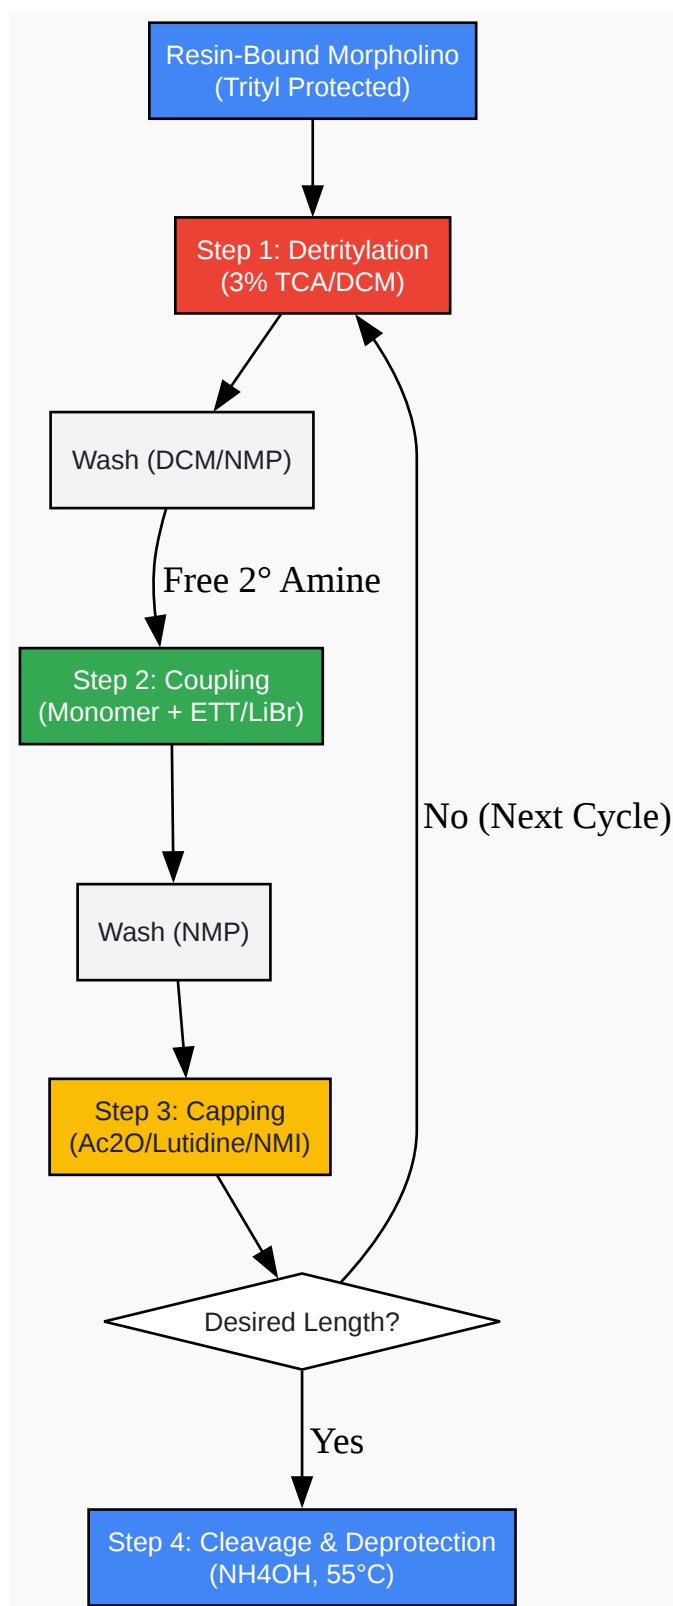 Resin-Bound Morpholino
(Trityl Protected)
Step 1: Detritylation
(3% TCA/DCM)
Wash (DCM/NMP)
Free 2° Amine
Step 2: Coupling
(Monomer + ETT/LiBr)
No (Next Cycle)
Wash (NMP)
Step 3: Capping
(Ac2O/Lutidine/NMI)
Desired Length?
Yes
Step 4: Cleavage & Deprotection
(NH4OH, 55°C)